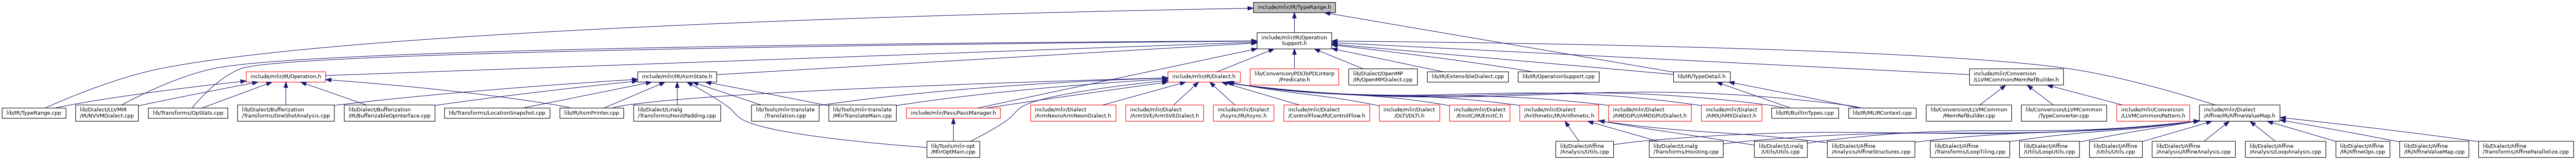 include/mlir/IR/TypeRange.h
include/mlir/IR/Operation
Support.h
include/mlir/IR/Operation.h
include/mlir/IR/AsmState.h
include/mlir/IR/Dialect.h
lib/Conversion/PDLToPDLInterp
/Predicate.h
lib/Dialect/OpenMP
/IR/OpenMPDialect.cpp
lib/IR/ExtensibleDialect.cpp
lib/IR/OperationSupport.cpp
lib/IR/TypeDetail.h
include/mlir/Conversion
/LLVMCommon/MemRefBuilder.h
lib/IR/TypeRange.cpp
lib/Dialect/LLVMIR
/IR/NVVMDialect.cpp
lib/Transforms/OpStats.cpp
lib/Dialect/Bufferization
/Transforms/OneShotAnalysis.cpp
lib/Dialect/Bufferization
/IR/BufferizableOpInterface.cpp
lib/Transforms/LocationSnapshot.cpp
lib/IR/AsmPrinter.cpp
lib/Dialect/Linalg
/Transforms/HoistPadding.cpp
lib/Tools/mlir-translate
/Translation.cpp
lib/Tools/mlir-translate
/MlirTranslateMain.cpp
include/mlir/Pass/PassManager.h
include/mlir/Dialect
/ArmNeon/ArmNeonDialect.h
include/mlir/Dialect
/ArmSVE/ArmSVEDialect.h
include/mlir/Dialect
/Async/IR/Async.h
include/mlir/Dialect
/ControlFlow/IR/ControlFlow.h
include/mlir/Dialect
/DLTI/DLTI.h
include/mlir/Dialect
/EmitC/IR/EmitC.h
include/mlir/Dialect
/Arithmetic/IR/Arithmetic.h
include/mlir/Dialect
/AMDGPU/AMDGPUDialect.h
include/mlir/Dialect
/AMX/AMXDialect.h
lib/IR/BuiltinTypes.cpp
lib/IR/MLIRContext.cpp
lib/Conversion/LLVMCommon
/MemRefBuilder.cpp
lib/Conversion/LLVMCommon
/TypeConverter.cpp
include/mlir/Conversion
/LLVMCommon/Pattern.h
include/mlir/Dialect
/Affine/IR/AffineValueMap.h
lib/Tools/mlir-opt
/MlirOptMain.cpp
lib/Dialect/Affine
/Analysis/Utils.cpp
lib/Dialect/Linalg
/Transforms/Hoisting.cpp
lib/Dialect/Linalg
/Utils/Utils.cpp
lib/Dialect/Affine
/Analysis/AffineStructures.cpp
lib/Dialect/Affine
/Transforms/LoopTiling.cpp
lib/Dialect/Affine
/Utils/LoopUtils.cpp
lib/Dialect/Affine
/Utils/Utils.cpp
lib/Dialect/Affine
/Analysis/AffineAnalysis.cpp
lib/Dialect/Affine
/Analysis/LoopAnalysis.cpp
lib/Dialect/Affine
/IR/AffineOps.cpp
lib/Dialect/Affine
/IR/AffineValueMap.cpp
lib/Dialect/Affine
/Transforms/AffineParallelize.cpp